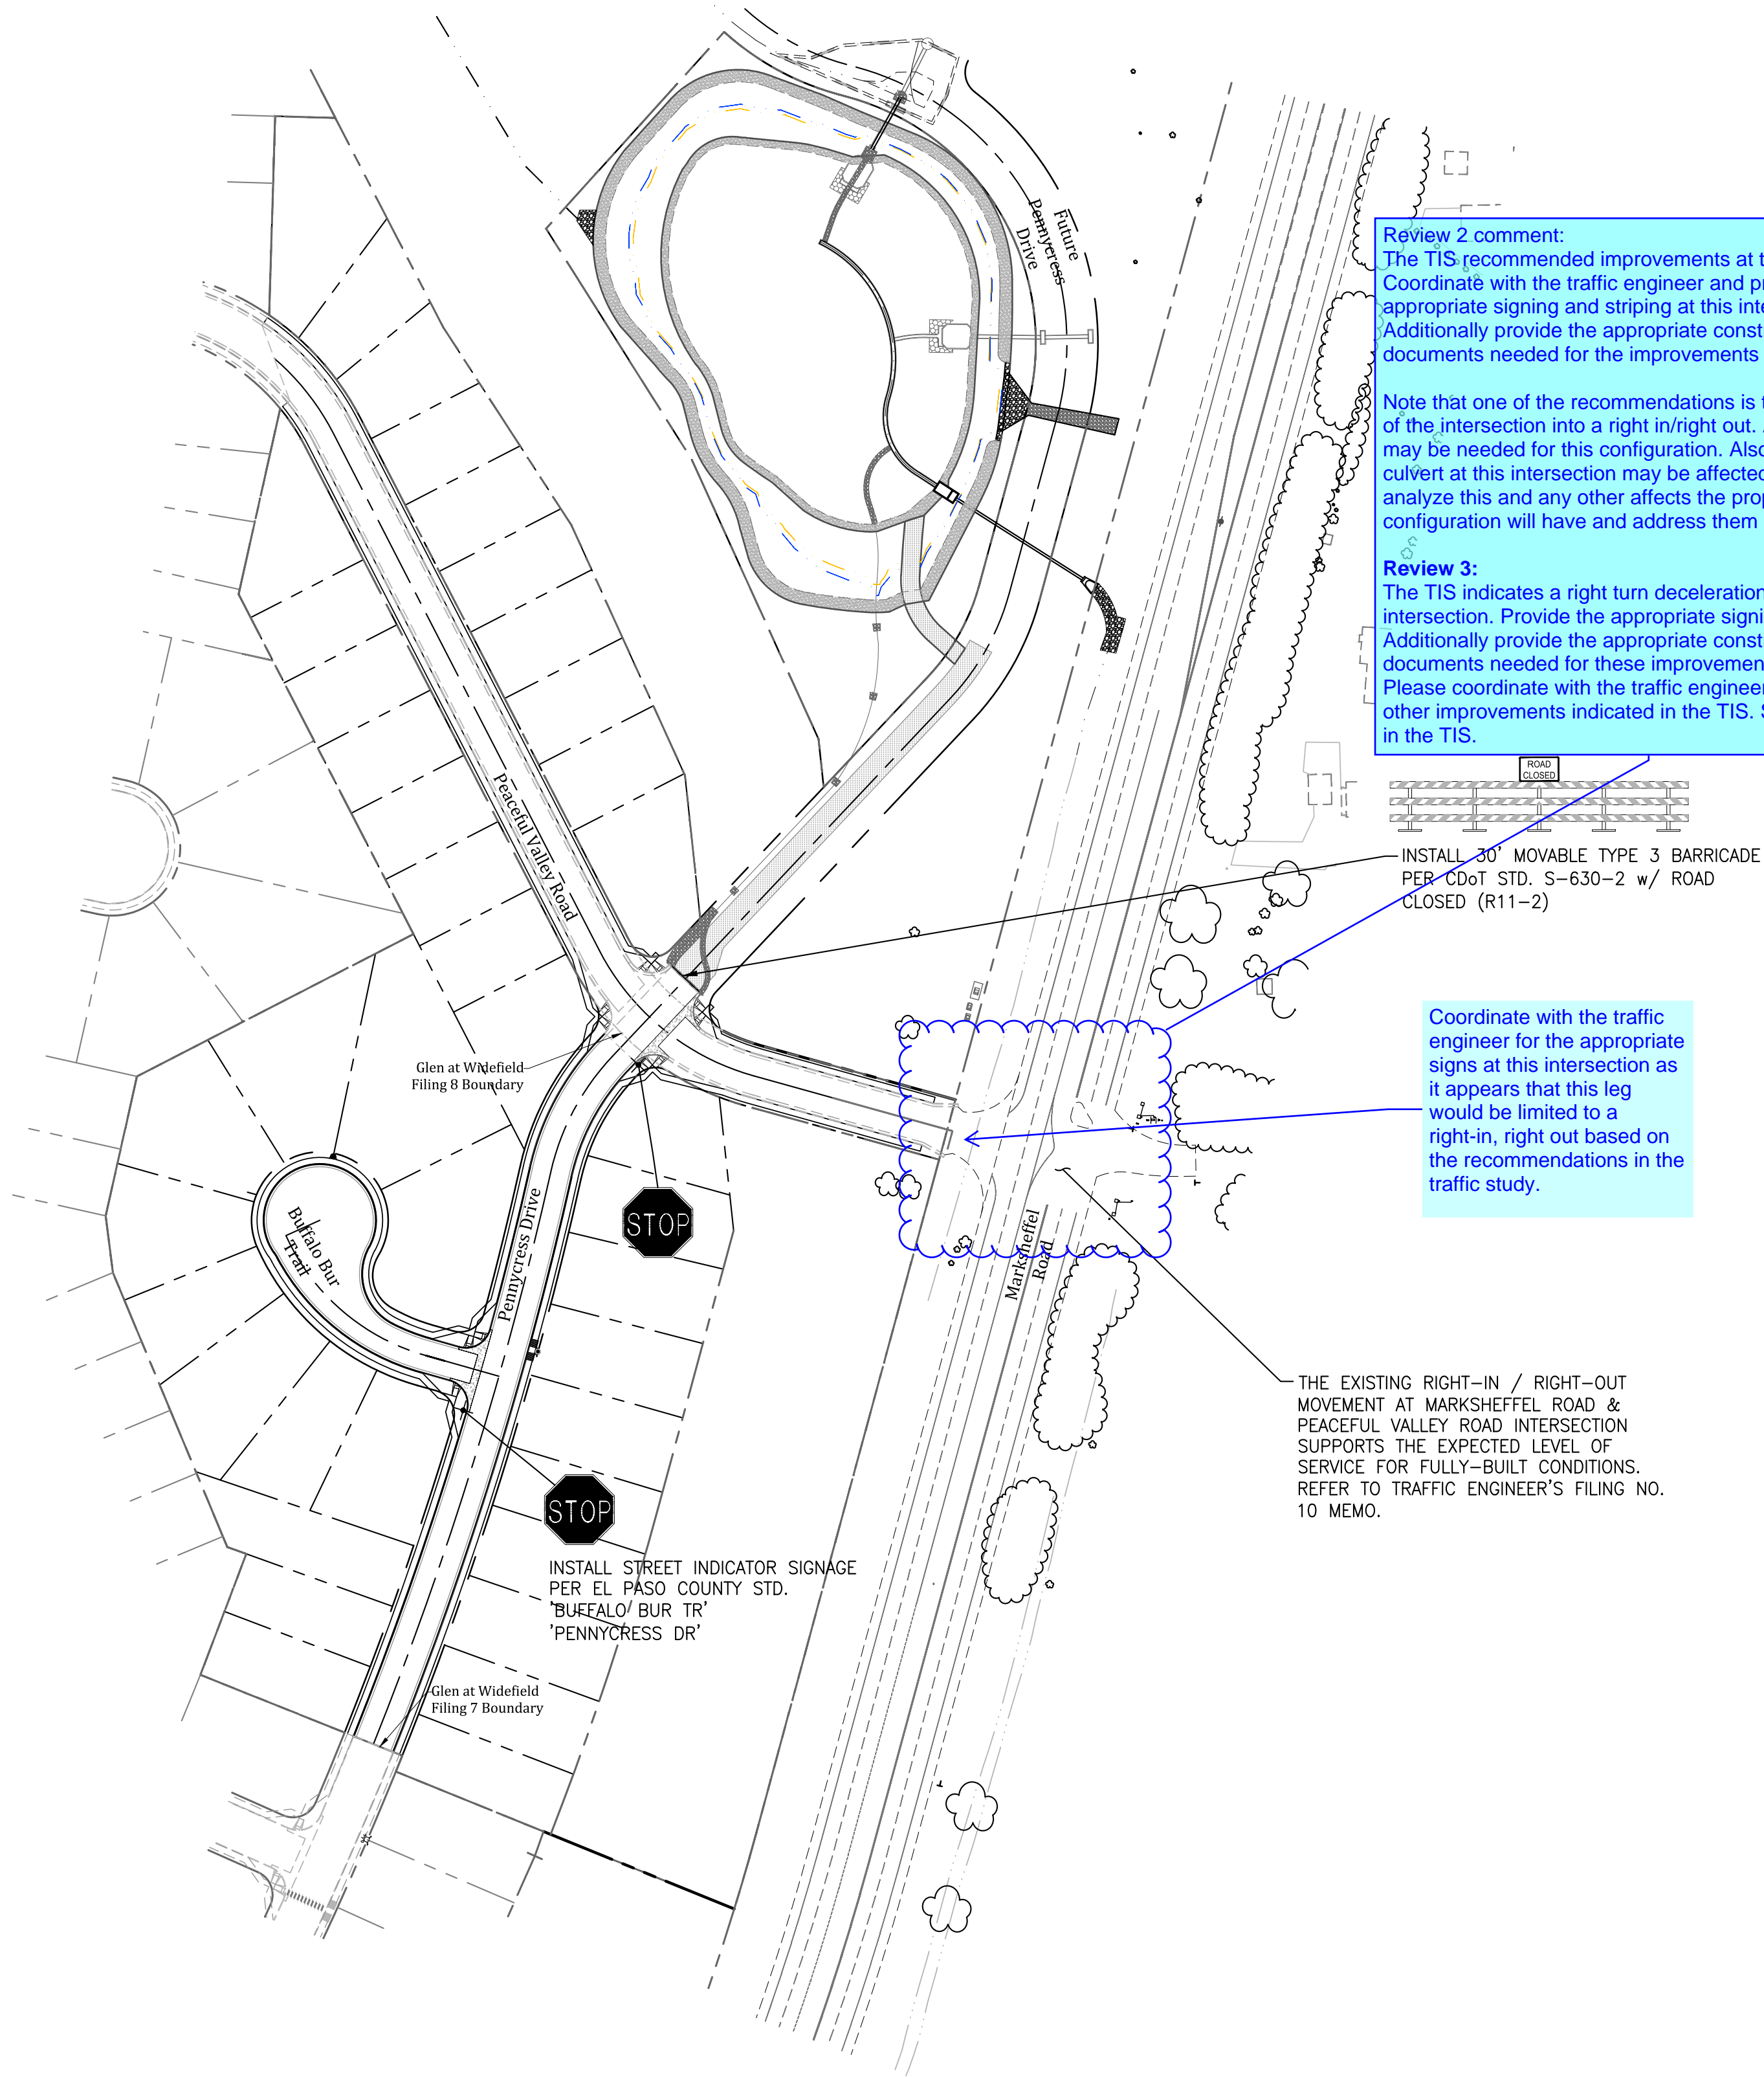 Future
Pennycress
Drive
Review 2 comment:
The TIS recommended improvements at
Coordinate with the traffic engineer and
appropriate signing and striping at this
Additionally provide the appropriate
documents needed for the improvements
Note that one of the recommendations is
of the intersection into a right in/right out.
may be needed for this configuration. Also
culvert at this intersection may be affected
analyze this and any other affects the
configuration will have and address them
Review 3:
The TIS indicates a right turn deceleration
intersection. Provide the appropriate
Additionally provide the appropriate
documents needed for these
Please coordinate with the traffic engineer
other improvements indicated in the TIS.
in the TIS.
ROAD
CLOSED
INSTALL 30' MOVABLE TYPE 3 BARRICADE
PER CDoT STD. S-630-2 w/ ROAD
CLOSED (R11-2)
Peaceful Valley Road
Coordinate with the traffic
engineer for the appropriate
signs at this intersection as
it appears that this leg
would be limited to a
right-in, right out based on
the recommendations in the
traffic study.
Glen at Widefield
Filing 8 Boundary
STOP
Pennycress Drive
Buffalo Bur
Trail
Marksheffel
Road
THE EXISTING RIGHT-IN / RIGHT-OUT
MOVEMENT AT MARKSHEFFEL ROAD &
PEACEFUL VALLEY ROAD INTERSECTION
SUPPORTS THE EXPECTED LEVEL OF
SERVICE FOR FULLY-BUILT CONDITIONS.
REFER TO TRAFFIC ENGINEER'S FILING NO.
10 MEMO.
STOP
INSTALL STREET INDICATOR SIGNAGE
PER EL PASO COUNTY STD.
'BUFFALO BUR TR'
'PENNYCRESS DR'
Glen at Widefield
Filing 7 Boundary